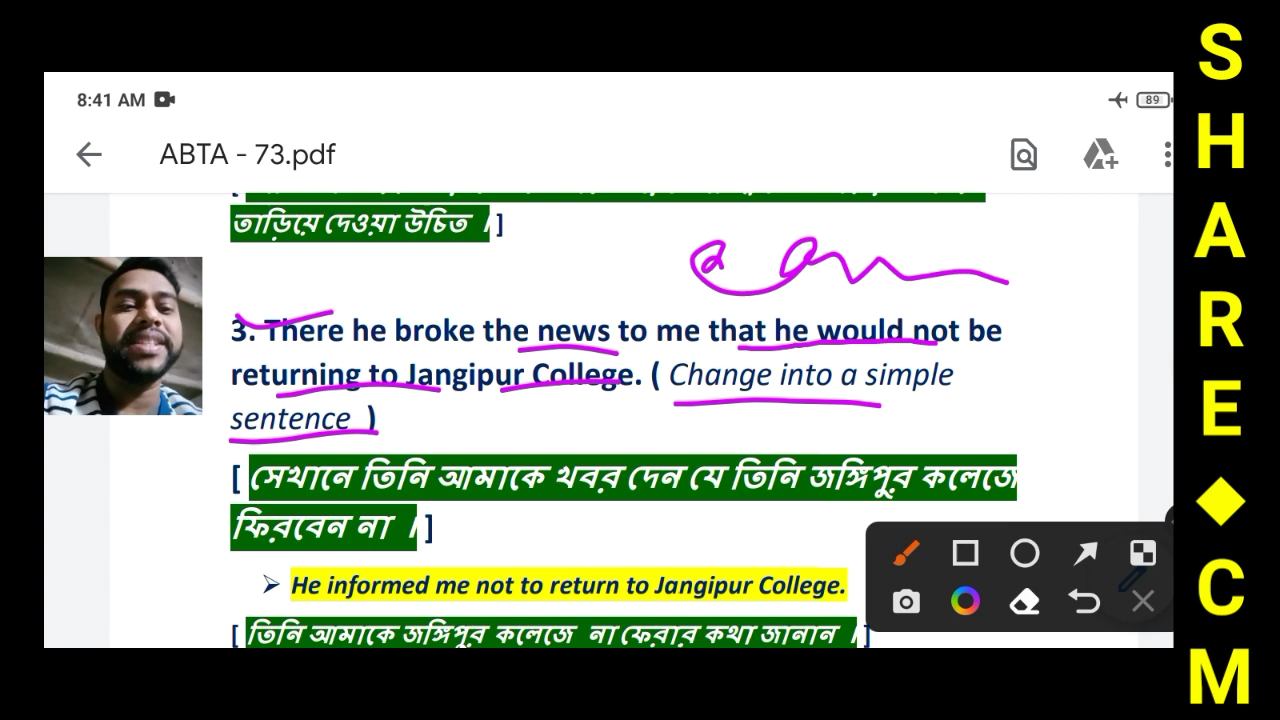 8:41 AM
89
ABTA - 73.pdf
তাড়িয়ে দেওয়া উচিত । ]
3. There he broke the news to me that he would not be
returning to Jangipur College. ( Change into a simple
sentence )
[ সেখানে তিনি আমাকে খবর দেন যে তিনি জঙ্গিপুর কলেজে
ফিরবেন না । ]
➢ He informed me not to return to Jangipur College.
[ তিনি আমাকে জঙ্গিপুর কলেজে না ফেরার কথা জানান । ]
SHARE◆CM